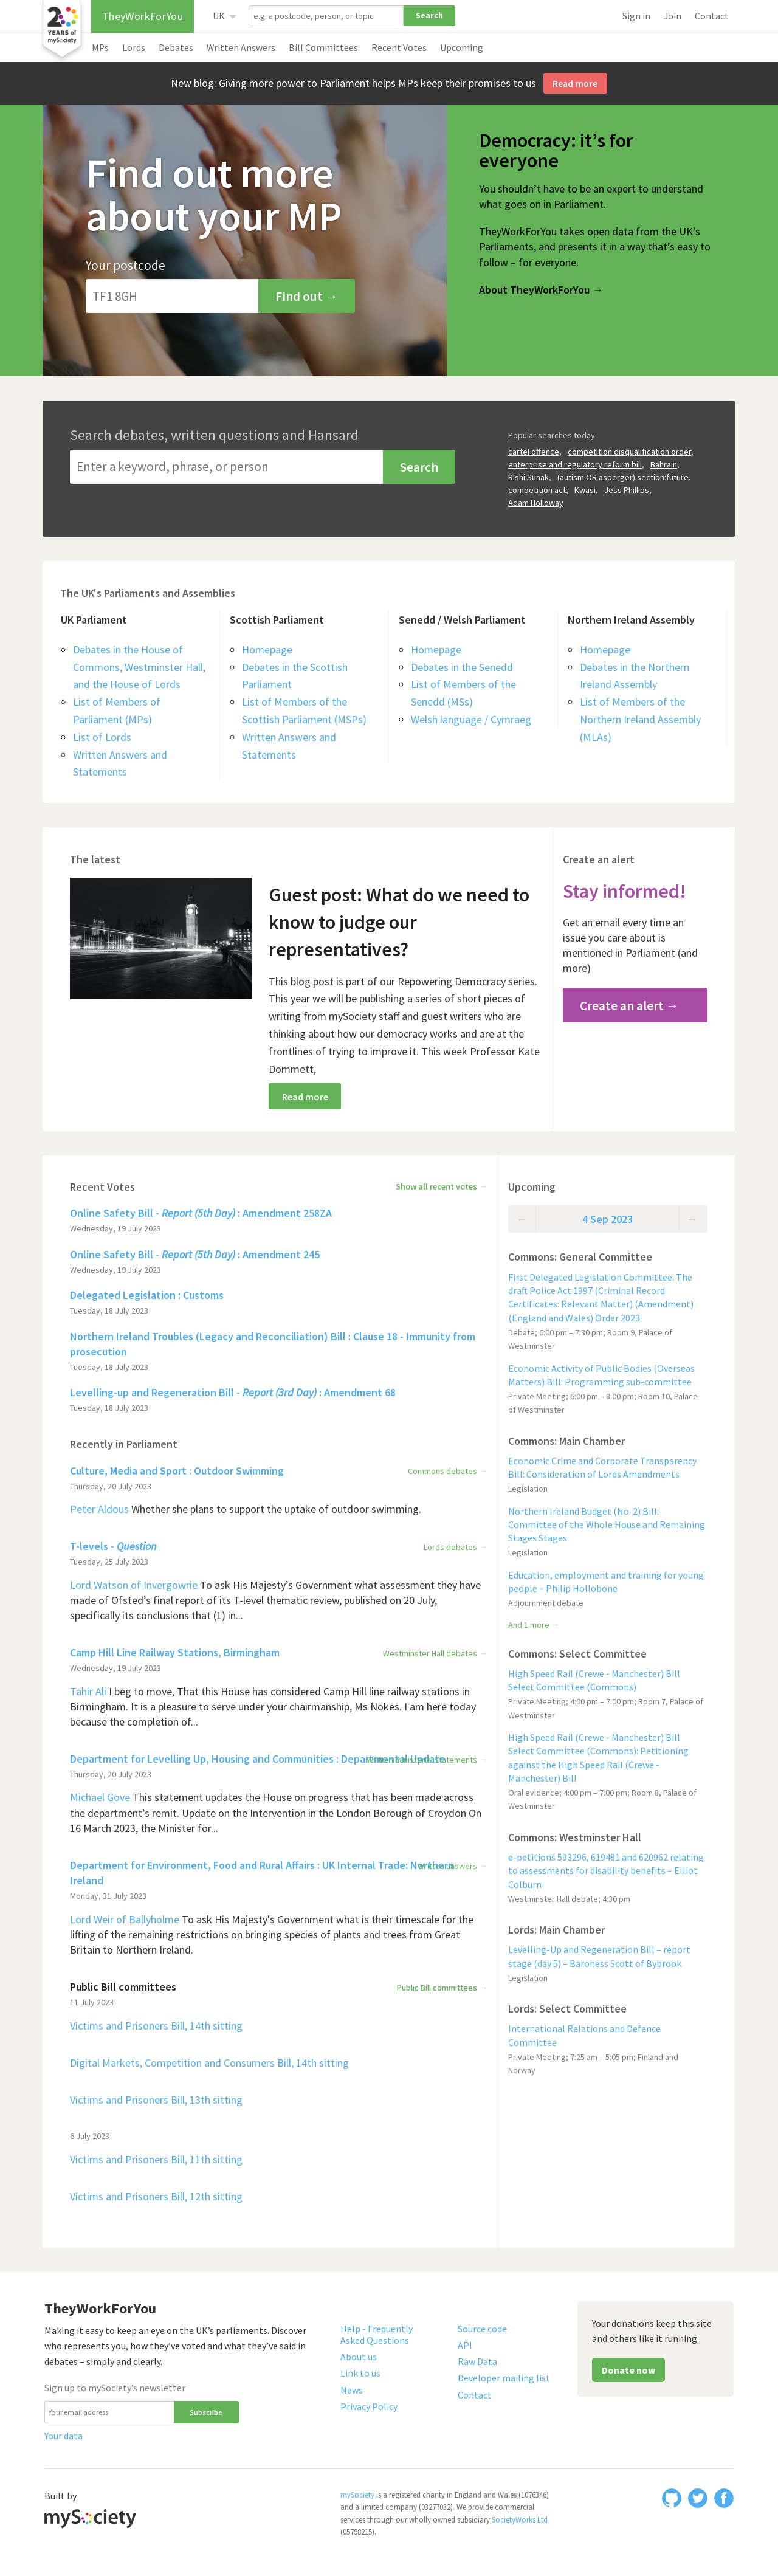 20
YEARS of
mySociety
TheyWorkForYou
UK
e.g. a postcode, person, or topic
Search
Sign in Join Contact
MPs Lords Debates Written Answers Bill Committees Recent Votes Upcoming
New blog: Giving more power to Parliament helps MPs keep their promises to us Read more
Find out more
about your MP
Your postcode
TF1 8GH
Find out →
Democracy: it’s for
everyone
You shouldn’t have to be an expert to understand
what goes on in Parliament.
TheyWorkForYou takes open data from the UK's
Parliaments, and presents it in a way that’s easy to
follow – for everyone.
About TheyWorkForYou →
Search debates, written questions and Hansard
Enter a keyword, phrase, or person
Search
Popular searches today
cartel offence, competition disqualification order,
enterprise and regulatory reform bill, Bahrain,
Rishi Sunak, (autism OR asperger) section:future,
competition act, Kwasi, Jess Phillips,
Adam Holloway
The UK's Parliaments and Assemblies
UK Parliament
Debates in the House of
Commons, Westminster Hall,
and the House of Lords
List of Members of
Parliament (MPs)
List of Lords
Written Answers and
Statements
Scottish Parliament
Homepage
Debates in the Scottish
Parliament
List of Members of the
Scottish Parliament (MSPs)
Written Answers and
Statements
Senedd / Welsh Parliament
Homepage
Debates in the Senedd
List of Members of the
Senedd (MSs)
Welsh language / Cymraeg
Northern Ireland Assembly
Homepage
Debates in the Northern
Ireland Assembly
List of Members of the
Northern Ireland Assembly
(MLAs)
The latest
Guest post: What do we need to
know to judge our
representatives?
This blog post is part of our Repowering Democracy series.
This year we will be publishing a series of short pieces of
writing from mySociety staff and guest writers who are
thinking about how our democracy works and are at the
frontlines of trying to improve it. This week Professor Kate
Dommett,
Read more
Create an alert
Stay informed!
Get an email every time an
issue you care about is
mentioned in Parliament (and
more)
Create an alert →
Recent Votes
Show all recent votes →
Online Safety Bill - Report (5th Day) : Amendment 258ZA
Wednesday, 19 July 2023
Online Safety Bill - Report (5th Day) : Amendment 245
Wednesday, 19 July 2023
Delegated Legislation : Customs
Tuesday, 18 July 2023
Northern Ireland Troubles (Legacy and Reconciliation) Bill : Clause 18 - Immunity from
prosecution
Tuesday, 18 July 2023
Levelling-up and Regeneration Bill - Report (3rd Day) : Amendment 68
Tuesday, 18 July 2023
Recently in Parliament
Culture, Media and Sport : Outdoor Swimming
Commons debates →
Thursday, 20 July 2023
Peter Aldous Whether she plans to support the uptake of outdoor swimming.
T-levels - Question
Lords debates →
Tuesday, 25 July 2023
Lord Watson of Invergowrie To ask His Majesty’s Government what assessment they have
made of Ofsted’s final report of its T-level thematic review, published on 20 July,
specifically its conclusions that (1) in...
Camp Hill Line Railway Stations, Birmingham
Westminster Hall debates →
Wednesday, 19 July 2023
Tahir Ali I beg to move, That this House has considered Camp Hill line railway stations in
Birmingham. It is a pleasure to serve under your chairmanship, Ms Nokes. I am here today
because the completion of...
Department for Levelling Up, Housing and Communities : Departmental Update
statements →
Thursday, 20 July 2023
Michael Gove This statement updates the House on progress that has been made across
the department’s remit. Update on the Intervention in the London Borough of Croydon On
16 March 2023, the Minister for...
Department for Environment, Food and Rural Affairs : UK Internal Trade: Northern
answers →
Ireland
Monday, 31 July 2023
Lord Weir of Ballyholme To ask His Majesty's Government what is their timescale for the
lifting of the remaining restrictions on bringing species of plants and trees from Great
Britain to Northern Ireland.
Public Bill committees
Public Bill committees →
11 July 2023
Victims and Prisoners Bill, 14th sitting
Digital Markets, Competition and Consumers Bill, 14th sitting
Victims and Prisoners Bill, 13th sitting
6 July 2023
Victims and Prisoners Bill, 11th sitting
Victims and Prisoners Bill, 12th sitting
Upcoming
← 4 Sep 2023 →
Commons: General Committee
First Delegated Legislation Committee: The
draft Police Act 1997 (Criminal Record
Certificates: Relevant Matter) (Amendment)
(England and Wales) Order 2023
Debate; 6:00 pm – 7:30 pm; Room 9, Palace of
Westminster
Economic Activity of Public Bodies (Overseas
Matters) Bill: Programming sub-committee
Private Meeting; 6:00 pm – 8:00 pm; Room 10, Palace
of Westminster
Commons: Main Chamber
Economic Crime and Corporate Transparency
Bill: Consideration of Lords Amendments
Legislation
Northern Ireland Budget (No. 2) Bill:
Committee of the Whole House and Remaining
Stages Stages
Legislation
Education, employment and training for young
people – Philip Hollobone
Adjournment debate
And 1 more →
Commons: Select Committee
High Speed Rail (Crewe - Manchester) Bill
Select Committee (Commons)
Private Meeting; 4:00 pm – 7:00 pm; Room 7, Palace of
Westminster
High Speed Rail (Crewe - Manchester) Bill
Select Committee (Commons): Petitioning
against the High Speed Rail (Crewe -
Manchester) Bill
Oral evidence; 4:00 pm – 7:00 pm; Room 8, Palace of
Westminster
Commons: Westminster Hall
e-petitions 593296, 619481 and 620962 relating
to assessments for disability benefits – Elliot
Colburn
Westminster Hall debate; 4:30 pm
Lords: Main Chamber
Levelling-Up and Regeneration Bill – report
stage (day 5) – Baroness Scott of Bybrook
Legislation
Lords: Select Committee
International Relations and Defence
Committee
Private Meeting; 7:25 am – 5:05 pm; Finland and
Norway
TheyWorkForYou
Making it easy to keep an eye on the UK’s parliaments. Discover
who represents you, how they’ve voted and what they’ve said in
debates – simply and clearly.
Sign up to mySociety’s newsletter
Your email address
Subscribe
Your data
Help - Frequently
Asked Questions
About us
Link to us
News
Privacy Policy
Source code
API
Raw Data
Developer mailing list
Contact
Your donations keep this site
and others like it running
Donate now
Built by
mySociety
mySociety is a registered charity in England and Wales (1076346)
and a limited company (03277032). We provide commercial
services through our wholly owned subsidiary SocietyWorks Ltd
(05798215).